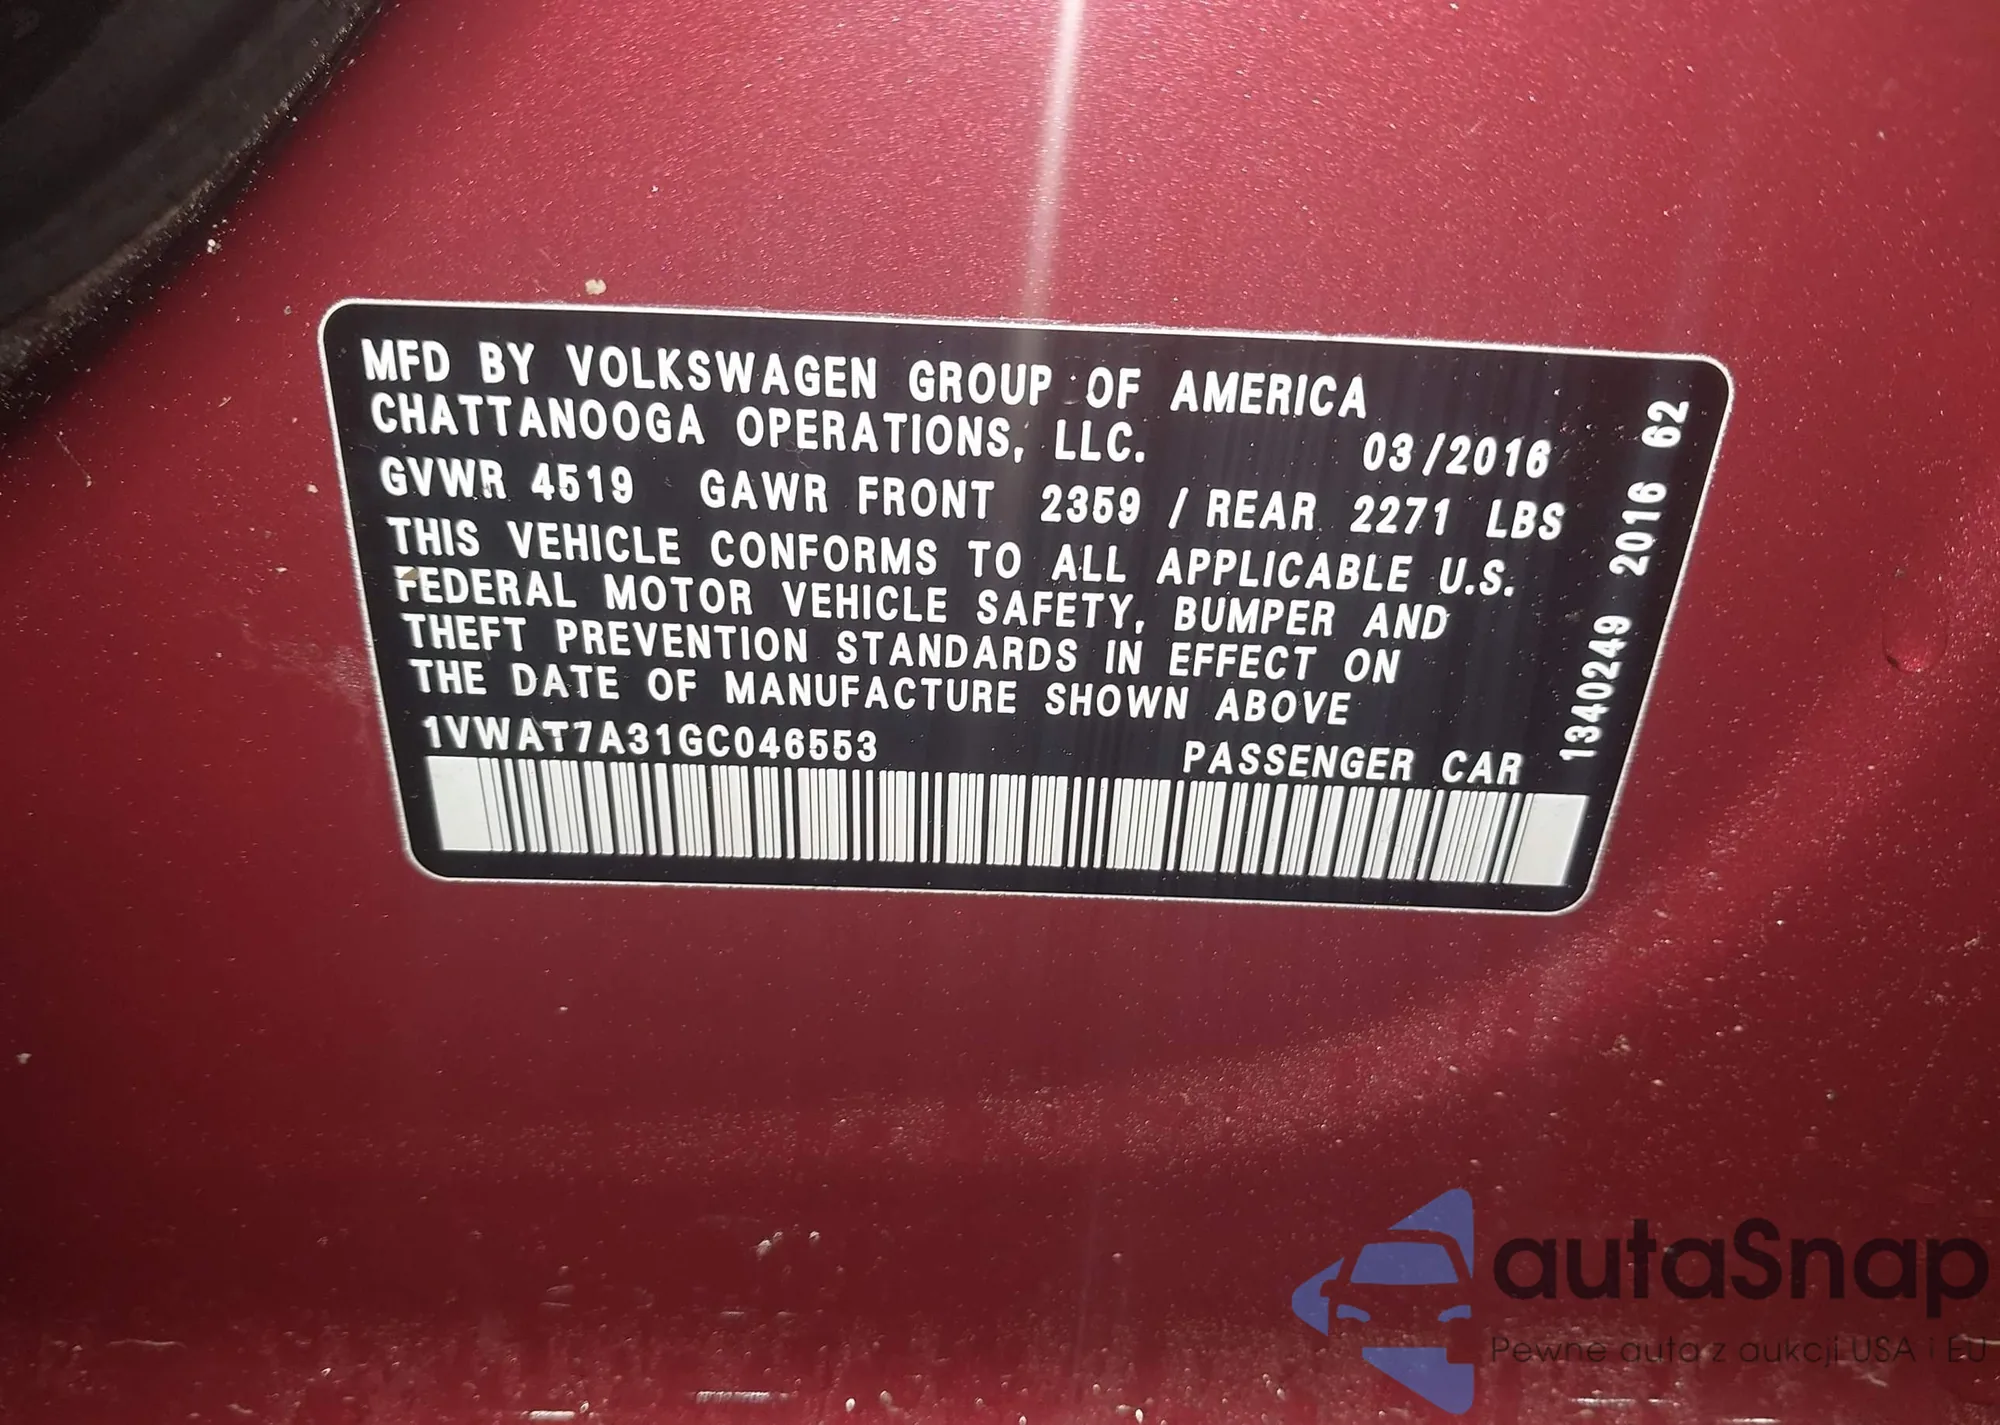 MFD BY VOLKSWAGEN GROUP OF AMERICA
CHATTANOOGA OPERATIONS, LLC. 03/2016
GVWR 4519 GAWR FRONT 2359 / REAR 2271 LBS
THIS VEHICLE CONFORMS TO ALL APPLICABLE U.S.
FEDERAL MOTOR VEHICLE SAFETY, BUMPER AND
THEFT PREVENTION STANDARDS IN EFFECT ON
THE DATE OF MANUFACTURE SHOWN ABOVE
1VWAT7A31GC046553 PASSENGER CAR
1340249 2016 62
autaSnap
Pewne auta z aukcji USA i EU